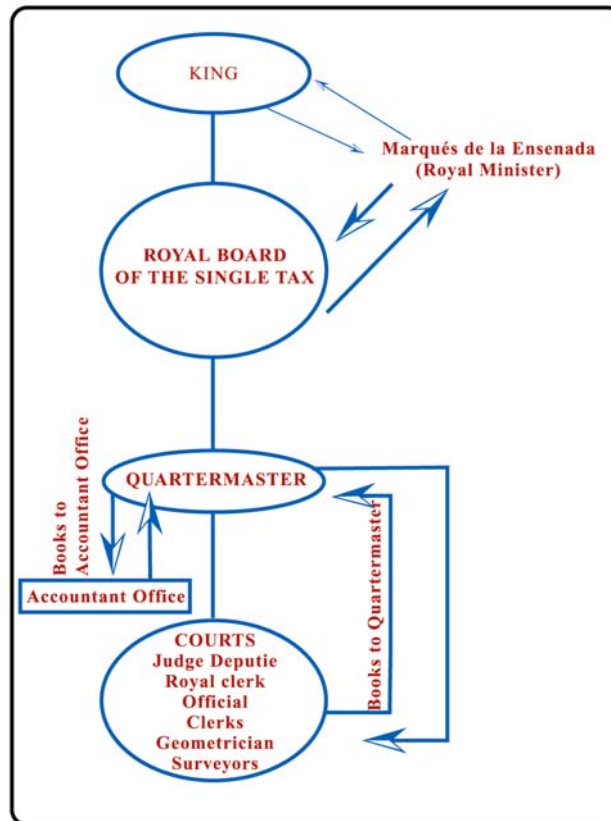 KING
Marqués de la Ensenada
(Royal Minister)
ROYAL BOARD
OF THE SINGLE TAX
QUARTERMASTER
Books to
Accountant Office
Accountant Office
Books to Quartermaster
COURTS
Judge Deputie
Royal clerk
Official
Clerks
Geometrician
Surveyors